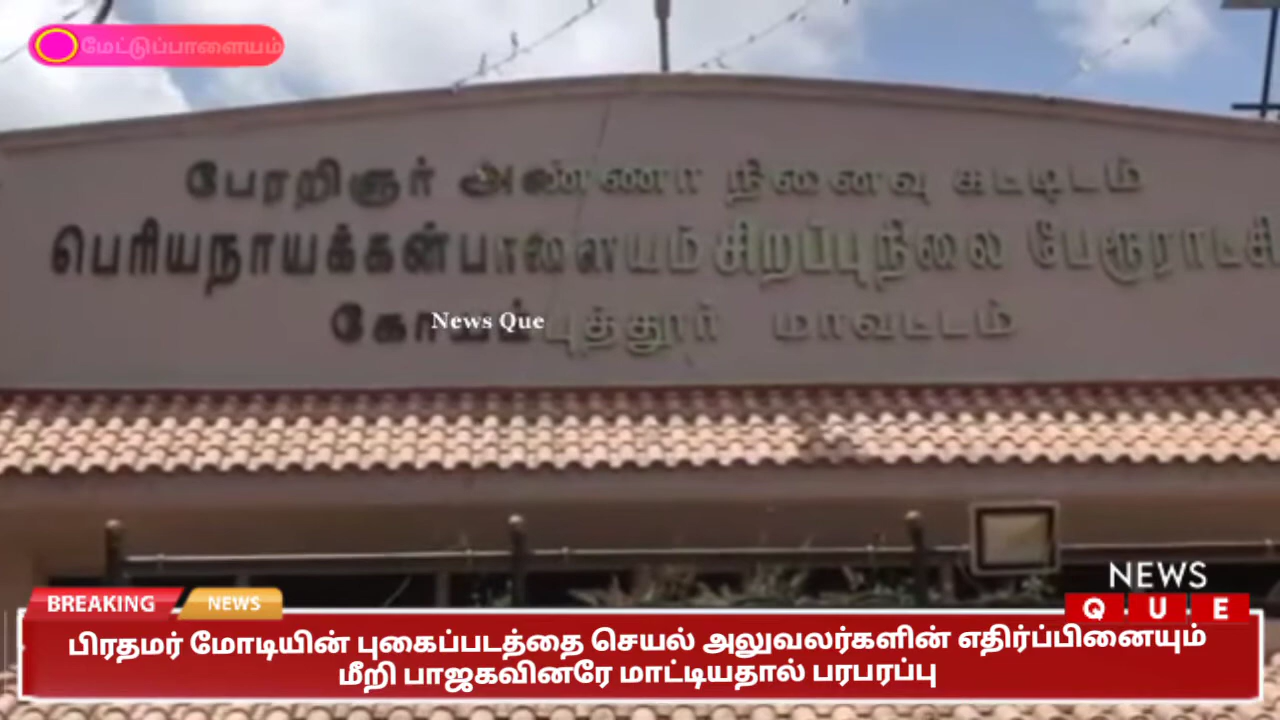 மேட்டுப்பாளையம்
பேரறிஞர் அண்ணா நினைவு கட்டிடம்
பெரியநாயக்கன்பாளையம் சிறப்புநிலை பேரூராட்சி
கோயம்புத்தூர் மாவட்டம்
News Que
NEWS
QUE
BREAKING NEWS
பிரதமர் மோடியின் புகைப்படத்தை செயல் அலுவலர்களின் எதிர்ப்பினையும்
மீறி பாஜகவினரே மாட்டியதால் பரபரப்பு